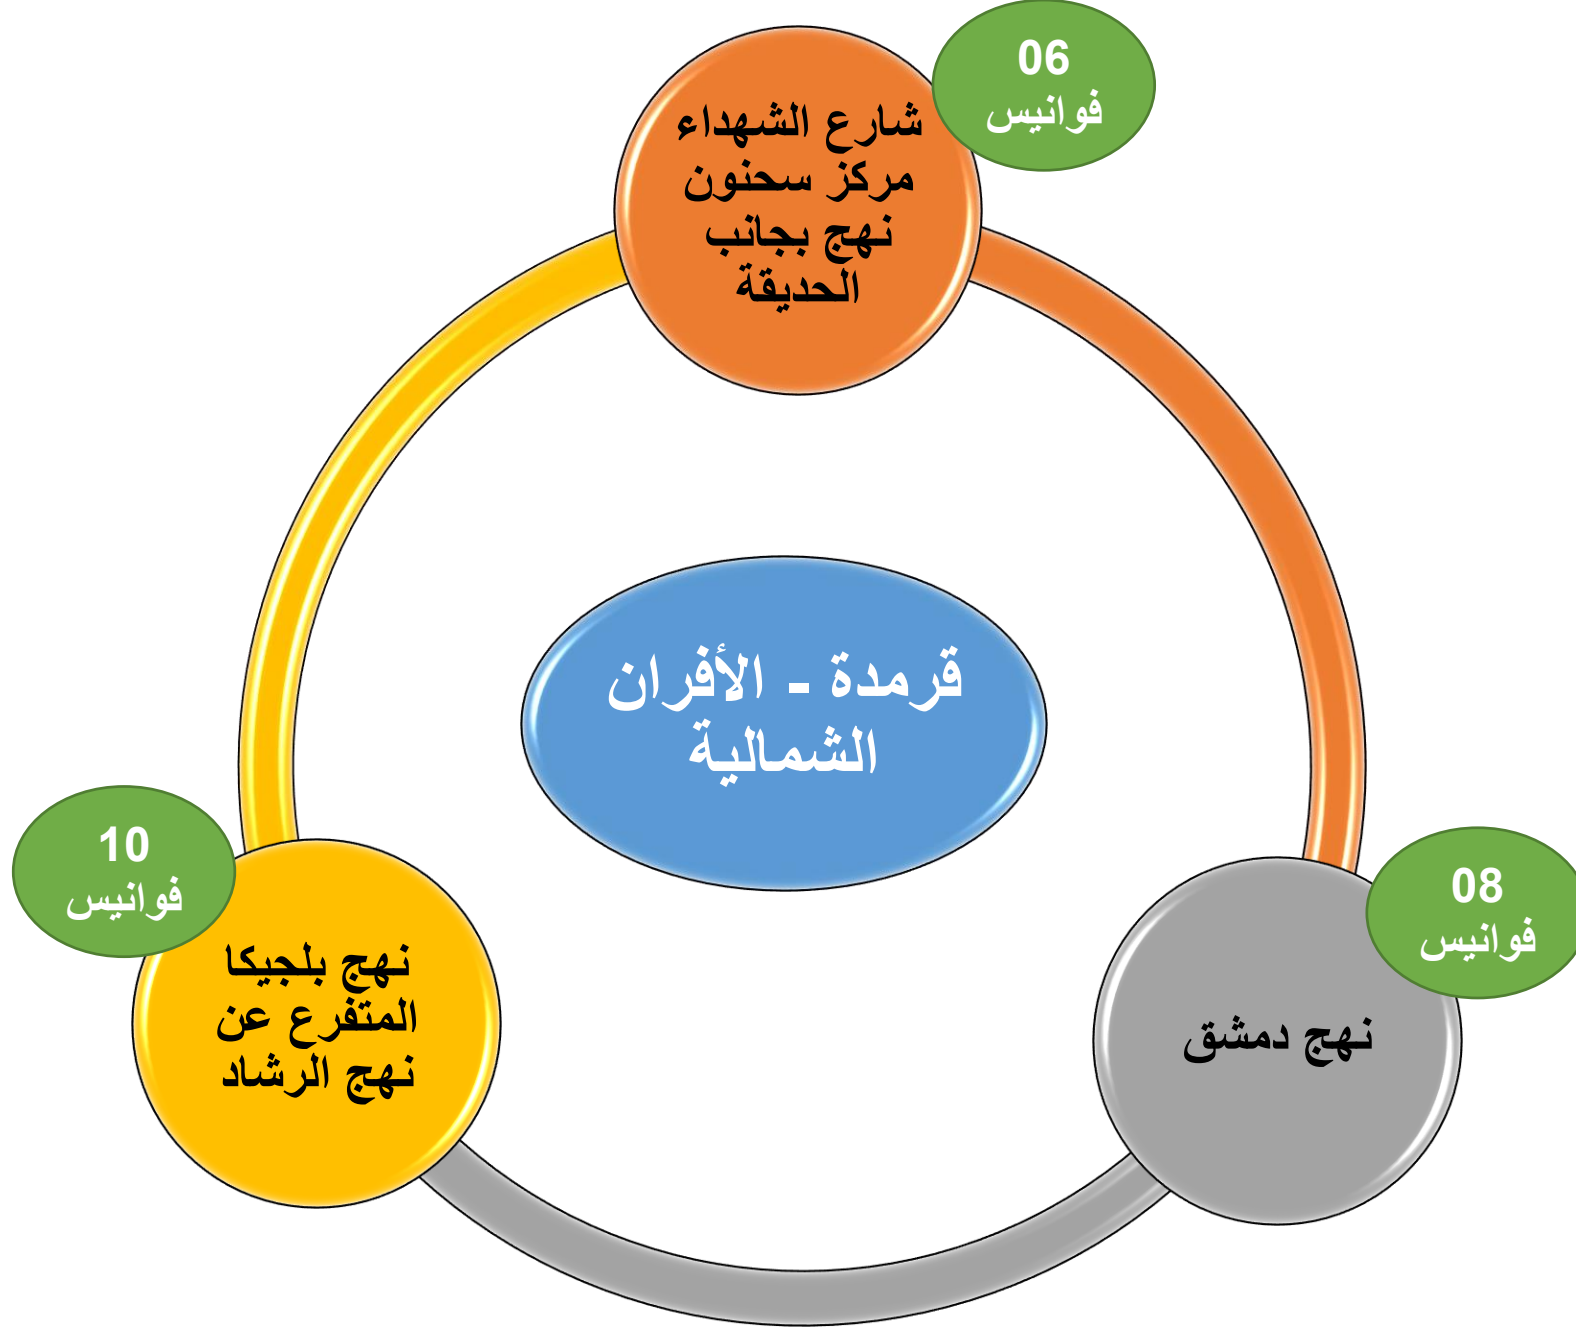 06
فوانيس
شارع الشهداء
مركز سحنون
نهج بجانب
الحديقة
قرمدة - الأفران
الشمالية
08
فوانيس
نهج دمشق
10
فوانيس
نهج بلجيكا
المتفرع عن
نهج الرشاد